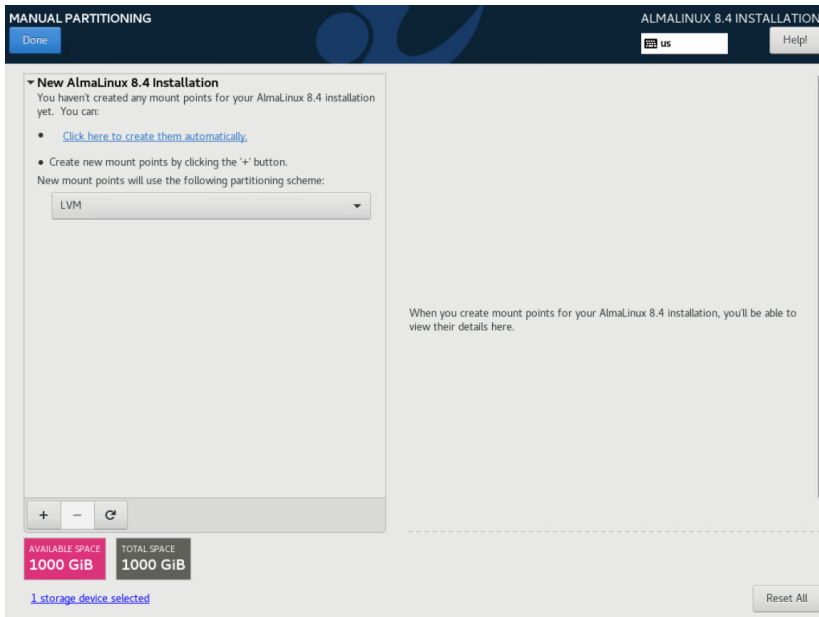 MANUAL PARTITIONING
ALMALINUX 8.4 INSTALLATION
Done
us
Help!
New AlmaLinux 8.4 Installation
You haven't created any mount points for your AlmaLinux 8.4 installation
yet. You can:
• Click here to create them automatically.
• Create new mount points by clicking the '+' button.
New mount points will use the following partitioning scheme:
LVM
When you create mount points for your AlmaLinux 8.4 installation, you'll be able to
view their details here.
+ −
AVAILABLE SPACE
1000 GiB
TOTAL SPACE
1000 GiB
1 storage device selected
Reset All